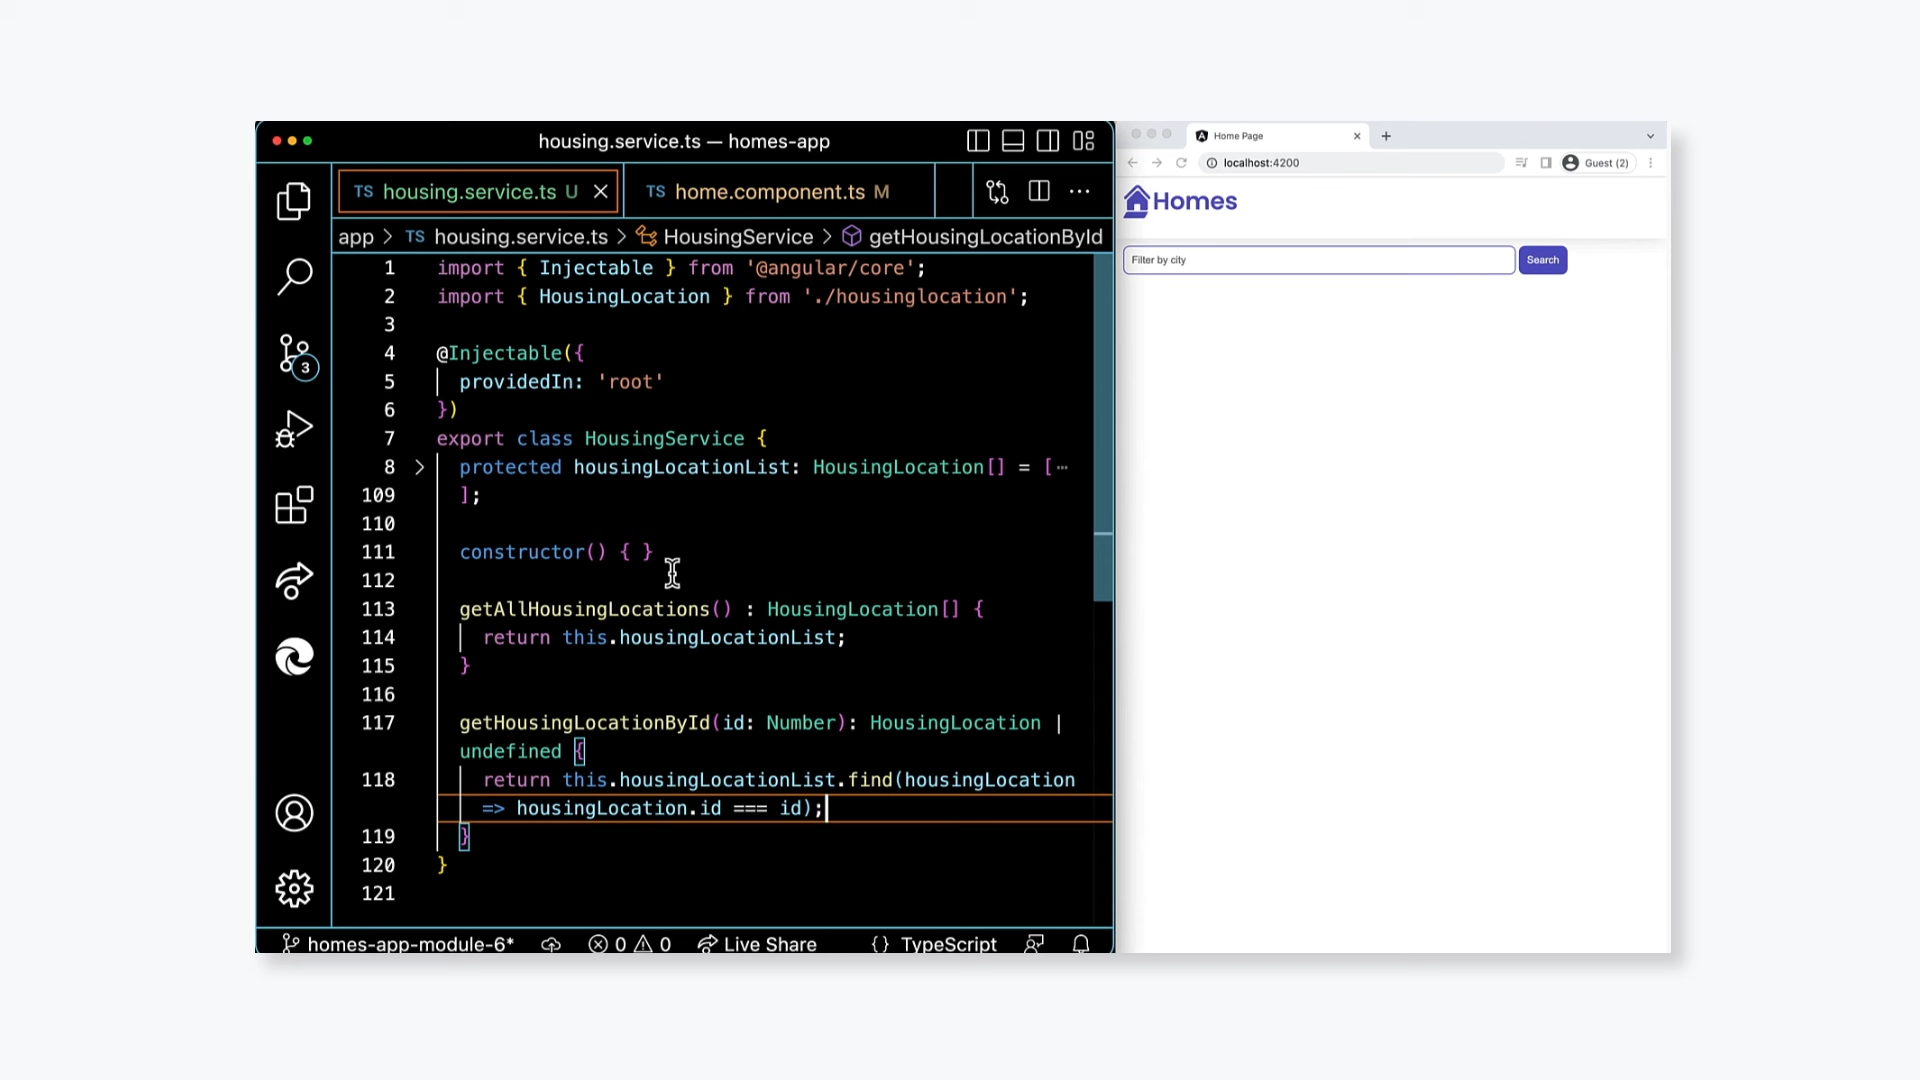 housing.service.ts — homes-app
TS housing.service.ts U
TS home.component.ts M
app > TS housing.service.ts > HousingService > getHousingLocationById
1 import { Injectable } from '@angular/core';
2 import { HousingLocation } from './housinglocation';
3
4 @Injectable({
5 providedIn: 'root'
6 })
7 export class HousingService {
8 protected housingLocationList: HousingLocation[] = [⋯
109 ];
110
111 constructor() { }
112
113 getAllHousingLocations() : HousingLocation[] {
114 return this.housingLocationList;
115 }
116
117 getHousingLocationById(id: Number): HousingLocation |
undefined {
118 return this.housingLocationList.find(housingLocation
=> housingLocation.id === id);
119 }
120 }
121
3
homes-app-module-6* 0 0 Live Share {} TypeScript
Home Page
localhost:4200
Guest (2)
Homes
Filter by city
Search